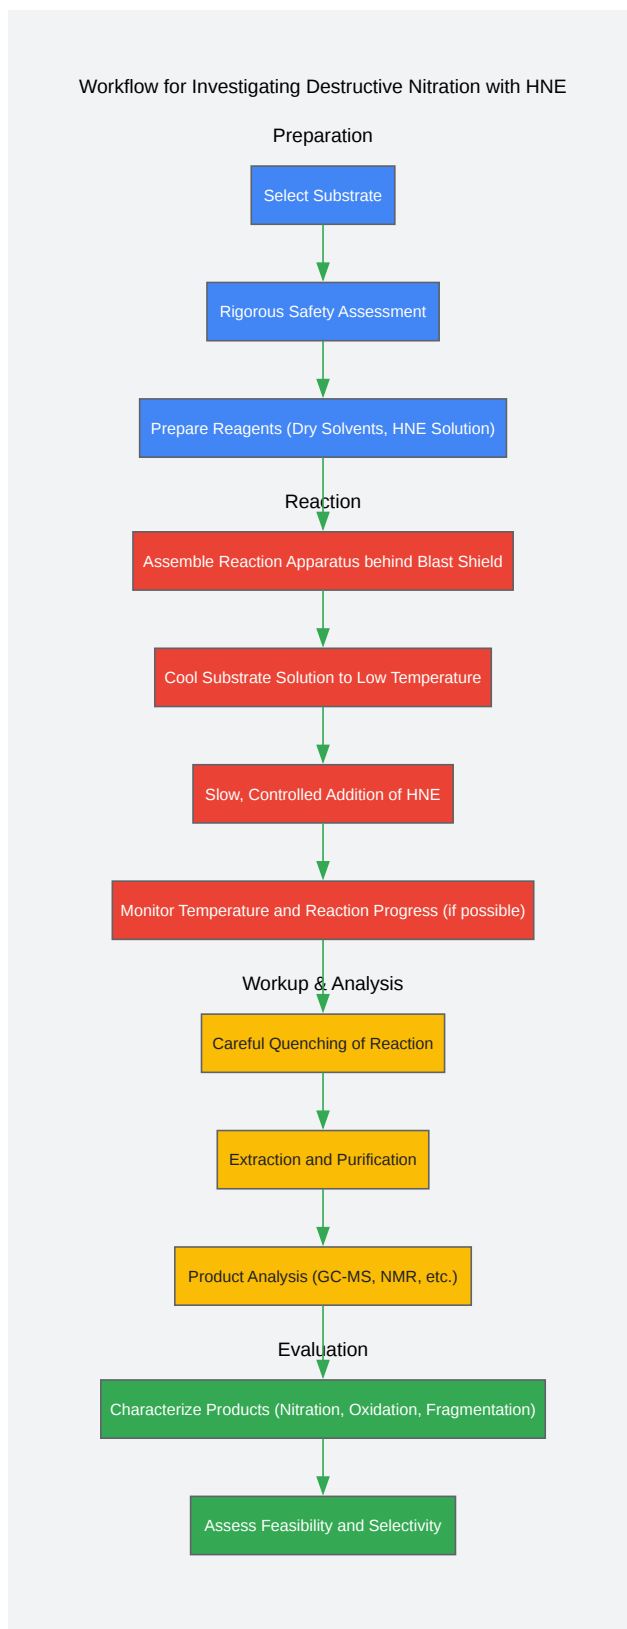 Workflow for Investigating Destructive Nitration with HNE
Preparation
Select Substrate
Rigorous Safety Assessment
Prepare Reagents (Dry Solvents, HNE Solution)
Reaction
Assemble Reaction Apparatus behind Blast Shield
Cool Substrate Solution to Low Temperature
Slow, Controlled Addition of HNE
Monitor Temperature and Reaction Progress (if possible)
Workup & Analysis
Careful Quenching of Reaction
Extraction and Purification
Product Analysis (GC-MS, NMR, etc.)
Evaluation
Characterize Products (Nitration, Oxidation, Fragmentation)
Assess Feasibility and Selectivity